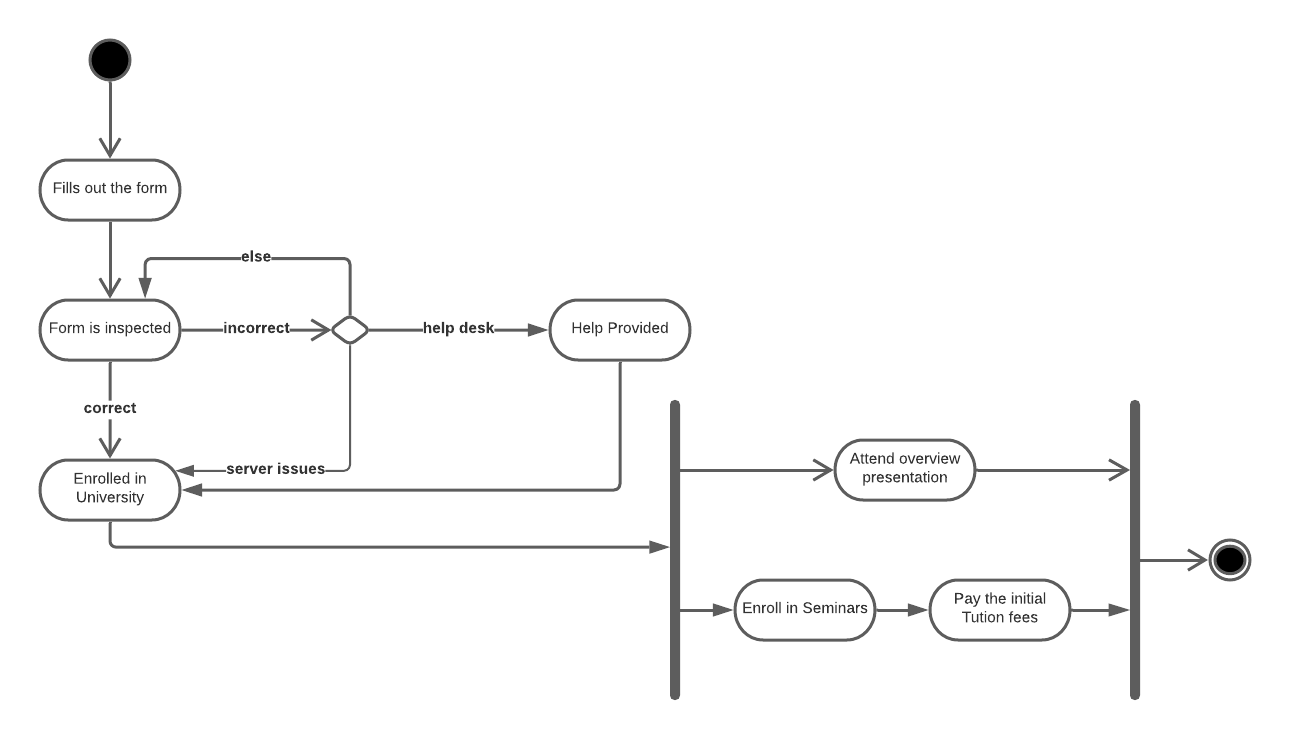 Fills out the form
else
Form is inspected
incorrect
help desk
Help Provided
correct
Enrolled in
University
server issues
Attend overview
presentation
Enroll in Seminars
Pay the initial
Tution fees